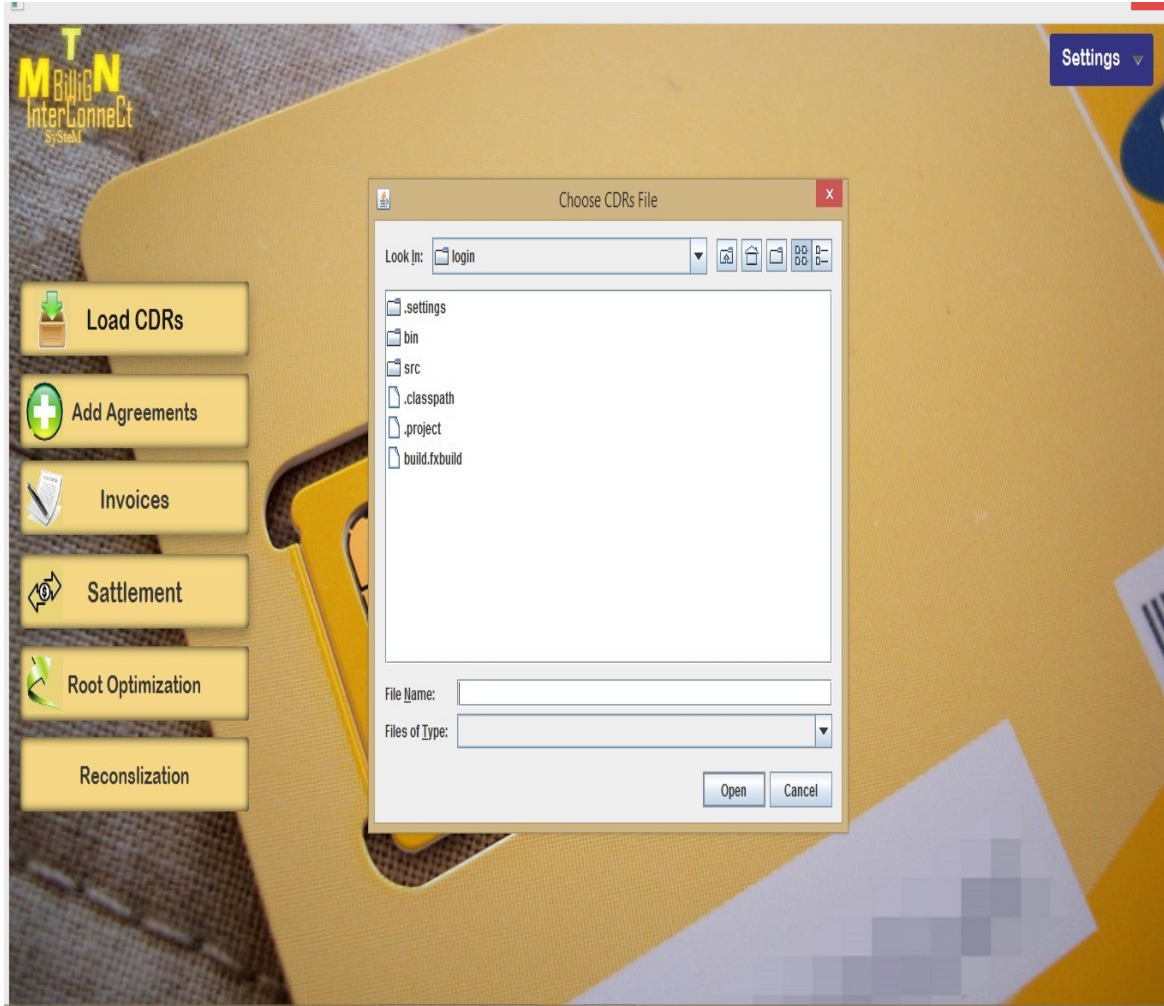 T
M BilliG N
InterConneCt
SySteM
Settings
Choose CDRs File
x
Look In: login
.settings
bin
src
.classpath
.project
build.fxbuild
File Name:
Files of Type:
Open Cancel
Load CDRs
Add Agreements
Invoices
Sattlement
Root Optimization
Reconslization